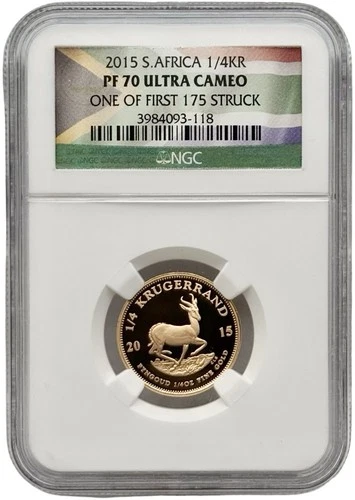 2015 S.AFRICA 1/4KR
PF 70 ULTRA CAMEO
ONE OF FIRST 175 STRUCK
3984093-118
NGC
1/4 KRUGERRAND
20 15
FYNGOUD 1/4OZ FINE GOLD